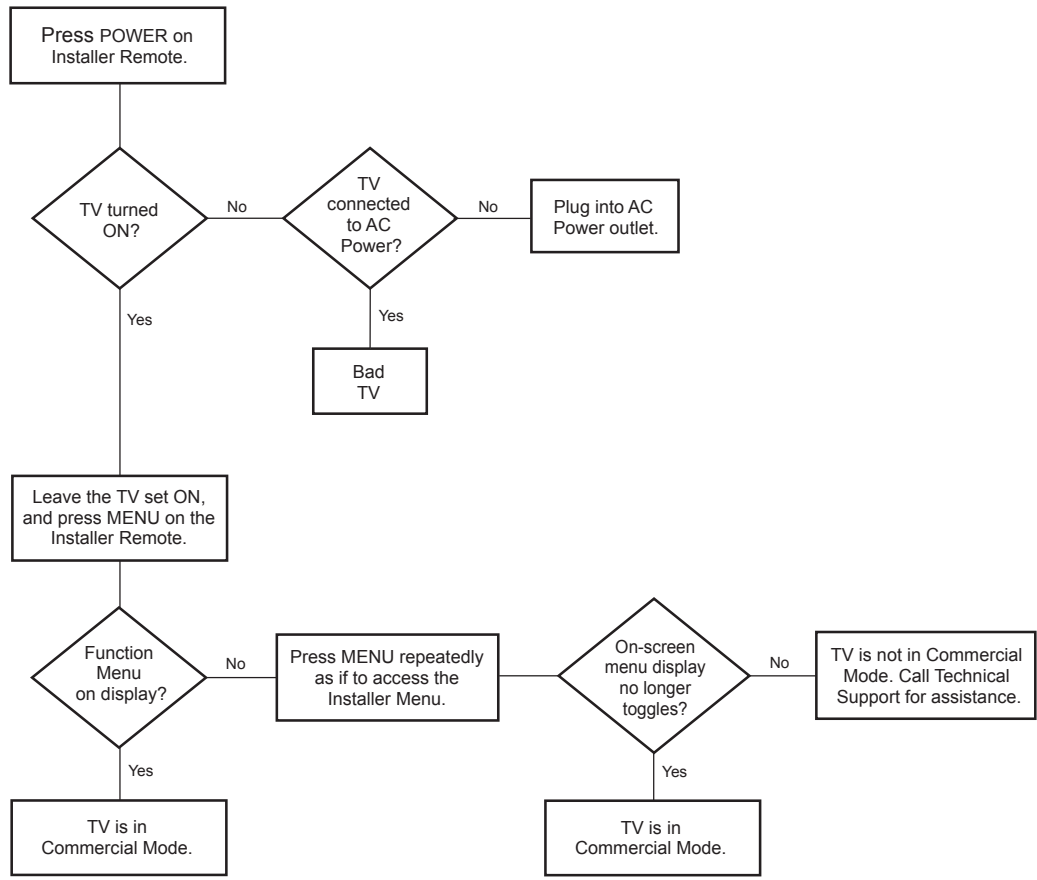 Press POWER on
Installer Remote.
TV turned
ON?
No
TV
connected
to AC
Power?
No
Plug into AC
Power outlet.
Yes
Yes
Bad
TV
Leave the TV set ON,
and press MENU on the
Installer Remote.
Function
Menu
on display?
No
Press MENU repeatedly
as if to access the
Installer Menu.
On-screen
menu display
no longer
toggles?
No
TV is not in Commercial
Mode. Call Technical
Support for assistance.
Yes
Yes
TV is in
Commercial Mode.
TV is in
Commercial Mode.